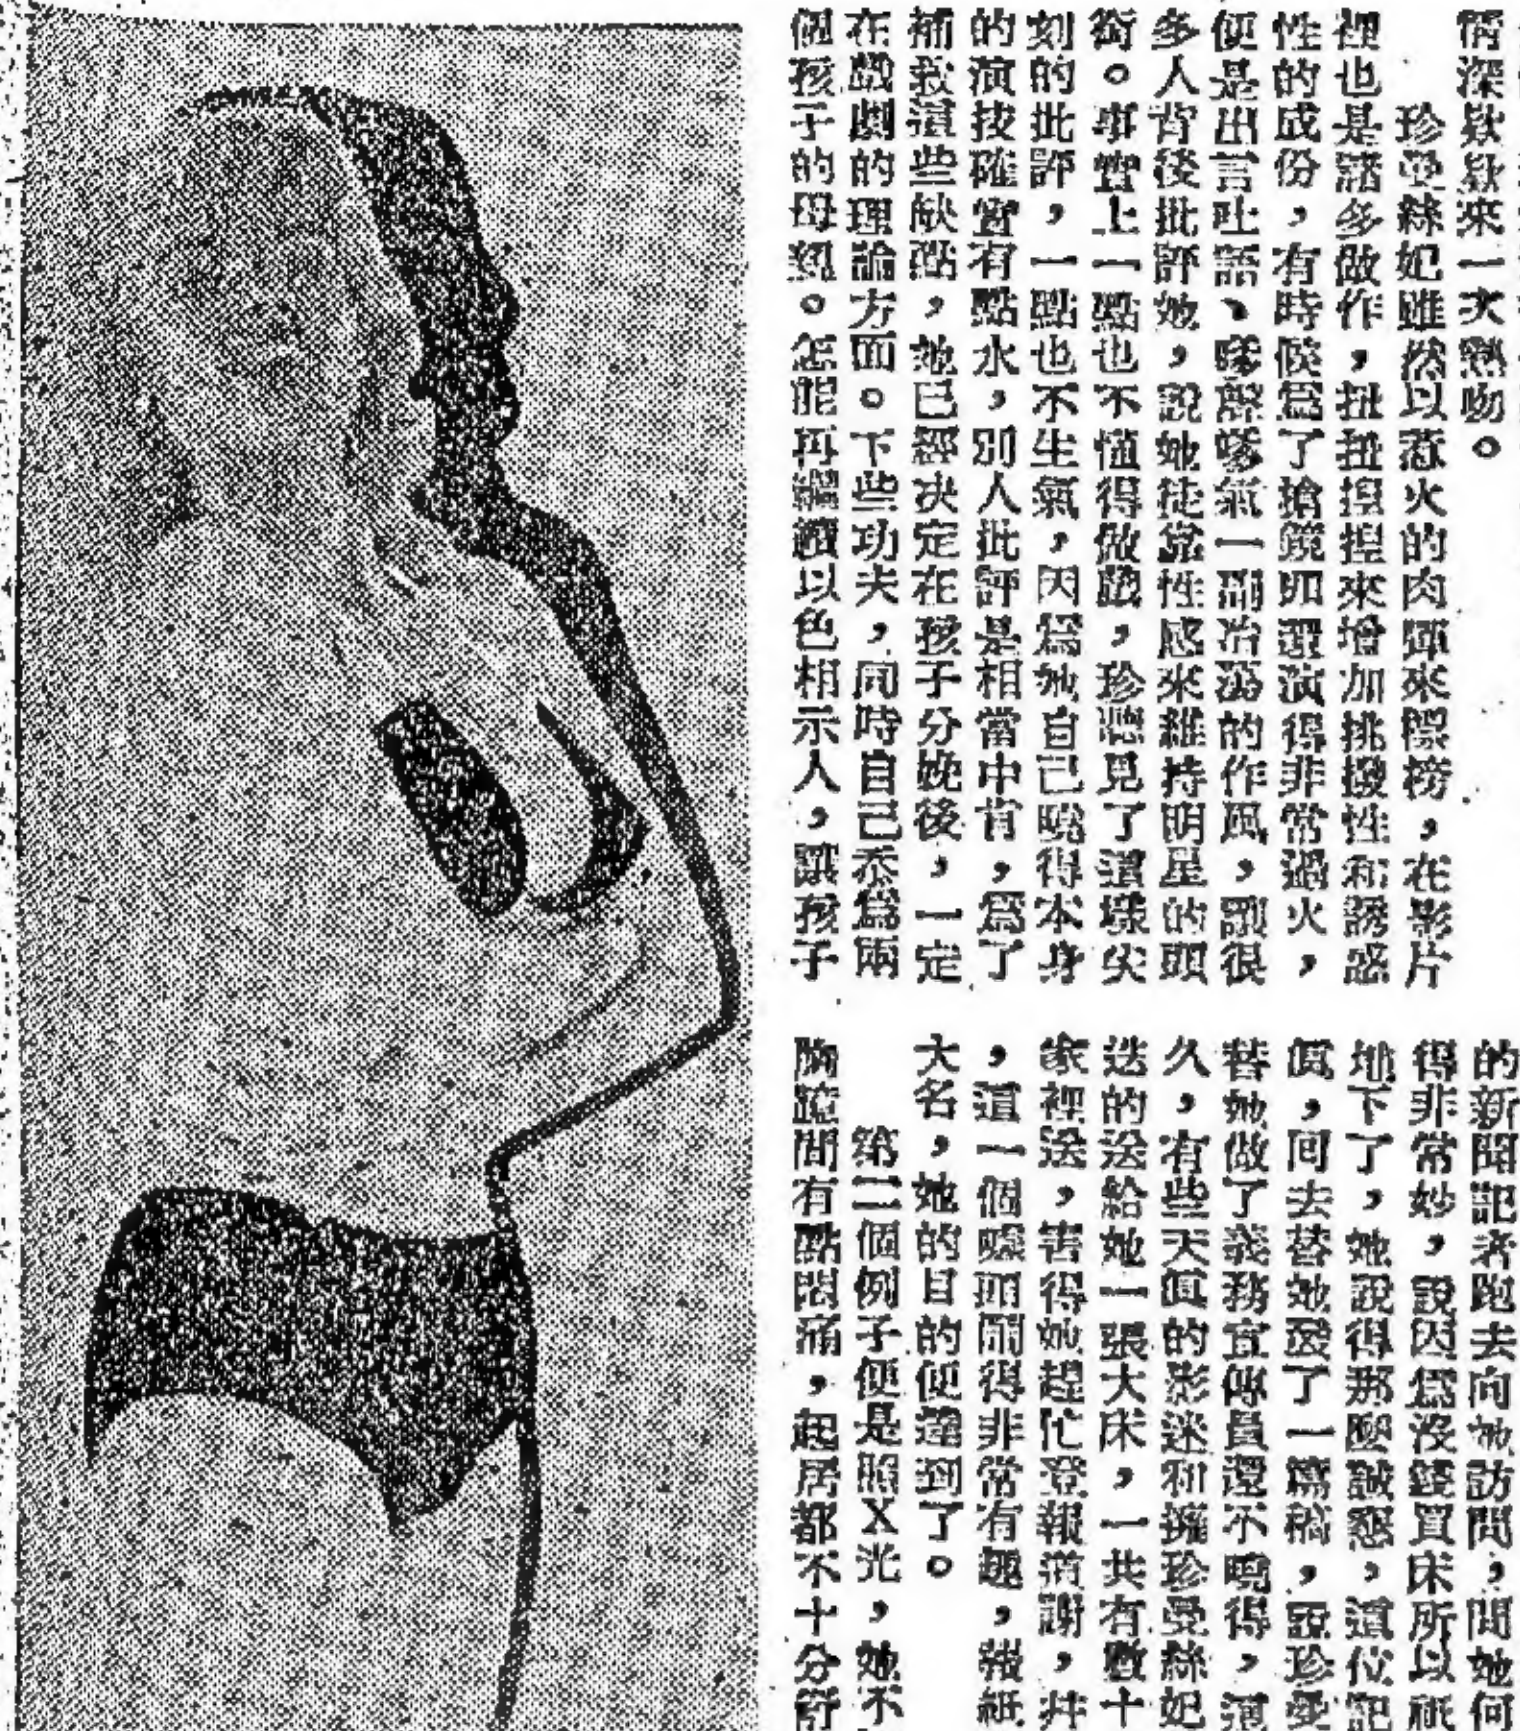 情深款款來一次熱吻。
珍曼絲妃雖然以惹火的肉彈來標榜，在影片
裡也是諸多做作，扭扭捏捏來增加挑撥性和誘惑
性的成份，有時候爲了搶鏡如還演得非常過火，
便是出言吐語、嗲聲嗲氣一副冶蕩的作風，讓很
多人背後批評她，說她徒靠性感來維持明星的頭
銜。事實上一點也不懂得做戲，珍聽見了這樣尖
刻的批評，一點也不生氣，因爲她自己曉得本身
的演技確實有點水，別人批評是相當中肯，爲了
補救這些缺點，她已經决定在孩子分娩後，一定
在戲劇的理論方面。下些功夫，同時自己忝爲兩
個孩子的母親。怎能再繼續以色相示人，讓孩子
的新聞記者跑去向她訪問，問她何
得非常妙，說因爲沒錢買床所以祇
地下了，她說得那麼誠懇，這位記
眞，回去替她發了一篇稿，說珍曼
替她做了義務宣傳員還不曉得，
久，有些天眞的影迷和擁珍曼絲妃
迭的送給她一張大床，一共有數十
家裡送，害得她趕忙登報道謝，幷
，這一個噱頭鬧得非常有趣，報紙
大名，她的目的便達到了。
第二個例子便是照X光，她不
胸腔間有點悶痛，起居都不十分舒